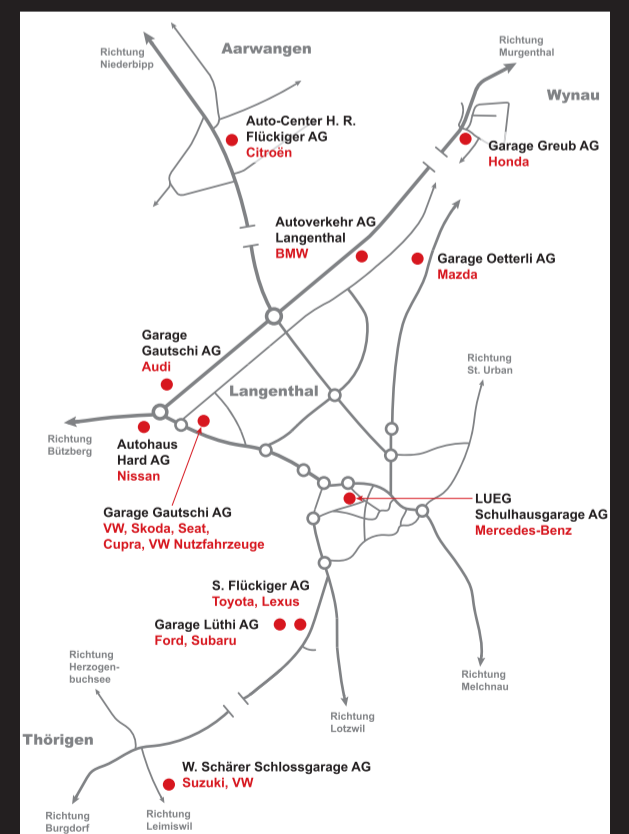 Richtung
Niederbipp
Aarwangen
Richtung
Murgenthal
Wynau
Auto-Center H. R.
Flückiger AG
Citroën
Garage Greub AG
Honda
Autoverkehr AG
Langenthal
BMW
Garage Oetterli AG
Mazda
Garage
Gautschi AG
Audi
Richtung
St. Urban
Langenthal
Richtung
Bützberg
Autohaus
Hard AG
Nissan
Garage Gautschi AG
VW, Skoda, Seat,
Cupra, VW Nutzfahrzeuge
LUEG
Schulhausgarage AG
Mercedes-Benz
S. Flückiger AG
Toyota, Lexus
Garage Lüthi AG
Ford, Subaru
Richtung
Herzogen-
buchsee
Richtung
Melchnau
Richtung
Lotzwil
Thörigen
W. Schärer Schlossgarage AG
Suzuki, VW
Richtung
Burgdorf
Richtung
Leimiswil